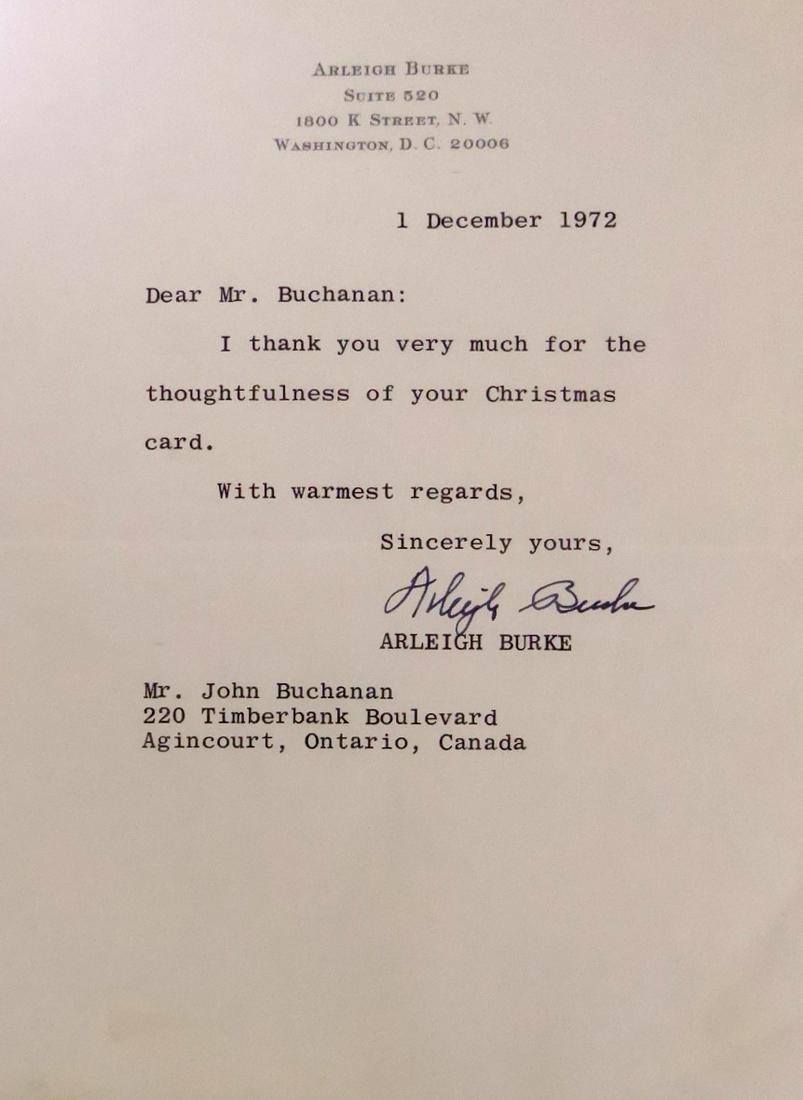 Arleigh Burke
Suite 520
1800 K Street, N. W.
Washington, D. C. 20006
1 December 1972
Dear Mr. Buchanan:
I thank you very much for the
thoughtfulness of your Christmas
card.
With warmest regards,
Sincerely yours,
Arleigh Burke
ARLEIGH BURKE
Mr. John Buchanan
220 Timberbank Boulevard
Agincourt, Ontario, Canada